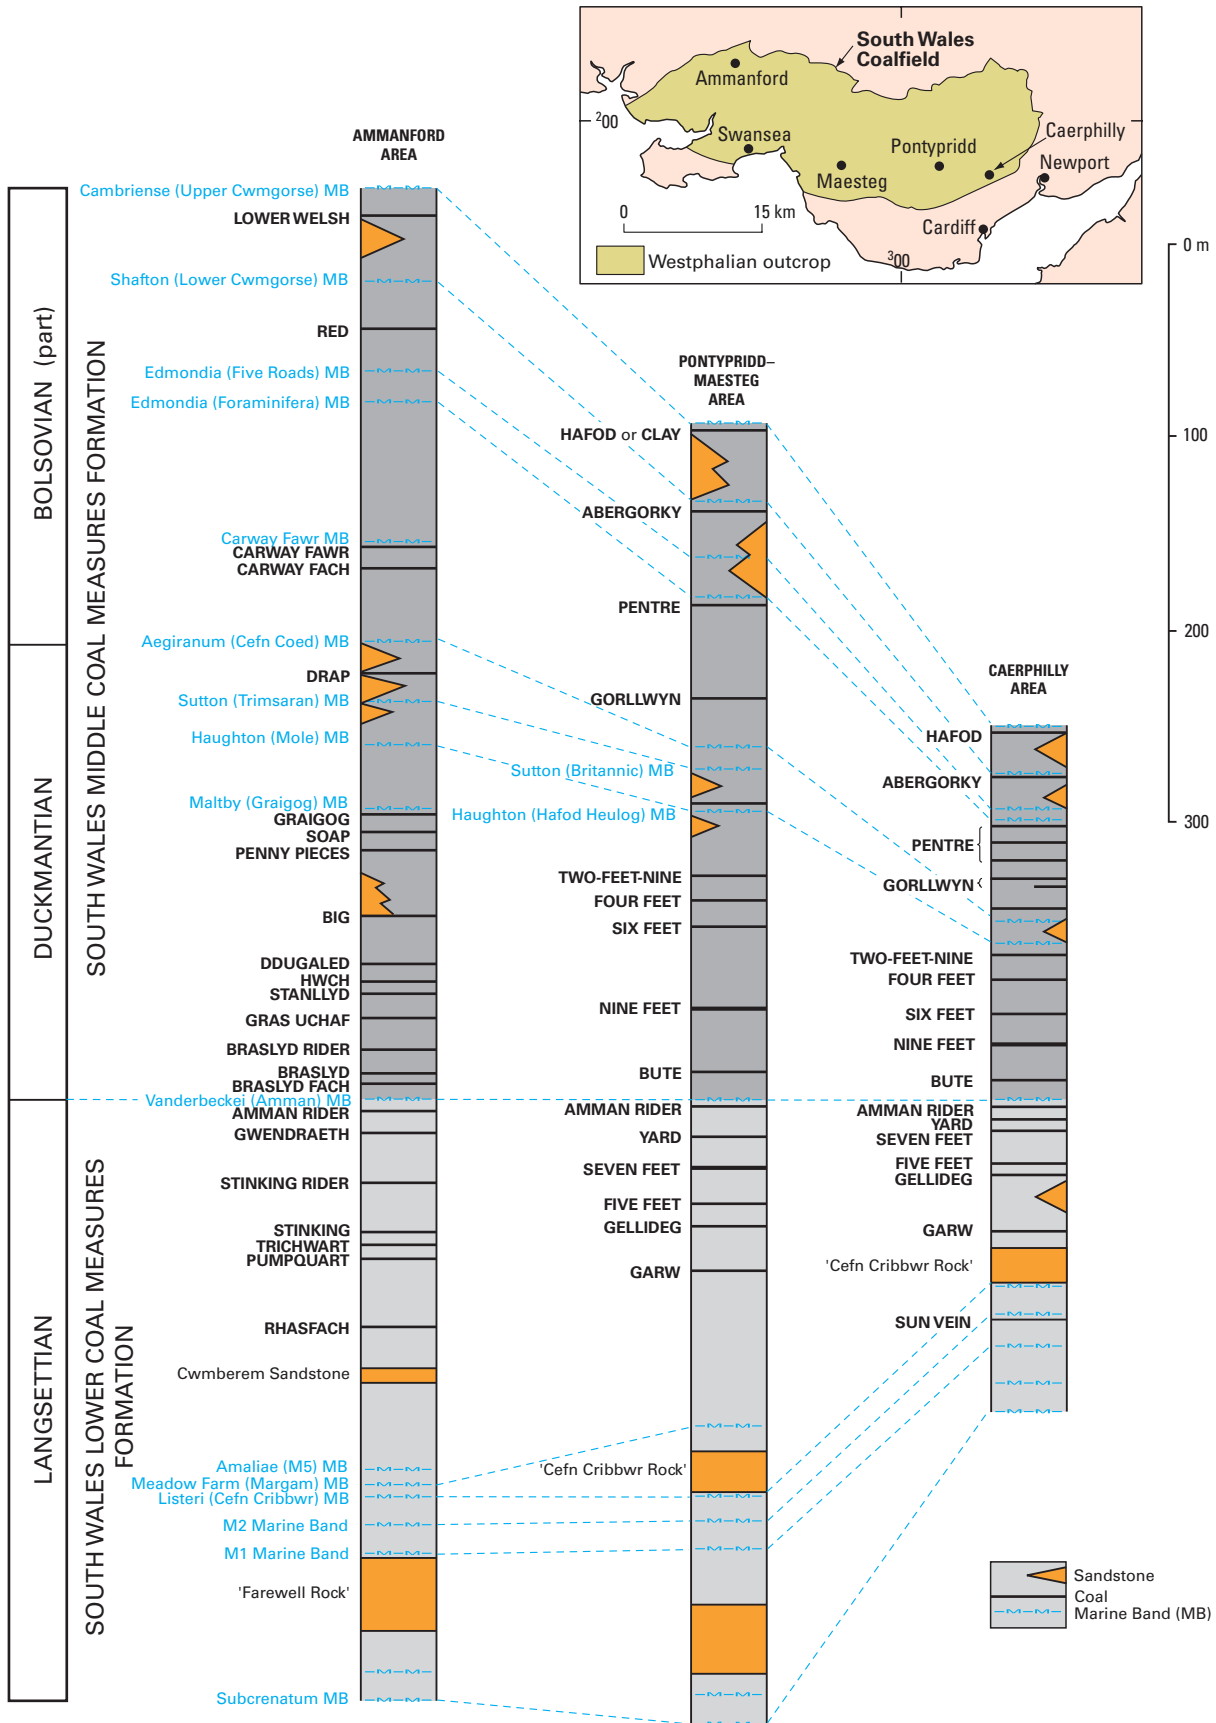 South Wales
Coalfield
Ammanford
Swansea
Maesteg
Pontypridd
Caerphilly
Newport
Cardiff
²00
³00
0
15 km
Westphalian outcrop
0 m
100
200
300
BOLSOVIAN (part)
DUCKMANTIAN
LANGSETTIAN
SOUTH WALES MIDDLE COAL MEASURES FORMATION
SOUTH WALES LOWER COAL MEASURES
FORMATION
AMMANFORD
AREA
Cambriense (Upper Cwmgorse) MB
LOWER WELSH
Shafton (Lower Cwmgorse) MB
RED
Edmondia (Five Roads) MB
Edmondia (Foraminifera) MB
Carway Fawr MB
CARWAY FAWR
CARWAY FACH
Aegiranum (Cefn Coed) MB
DRAP
Sutton (Trimsaran) MB
Haughton (Mole) MB
Maltby (Graigog) MB
GRAIGOG
SOAP
PENNY PIECES
BIG
DDUGALED
HWCH
STANLLYD
GRAS UCHAF
BRASLYD RIDER
BRASLYD
BRASLYD FACH
Vanderbeckei (Amman) MB
AMMAN RIDER
GWENDRAETH
STINKING RIDER
STINKING
TRICHWART
PUMPQUART
RHASFACH
Cwmberem Sandstone
Amaliae (M5) MB
Meadow Farm (Margam) MB
Listeri (Cefn Cribbwr) MB
M2 Marine Band
M1 Marine Band
'Farewell Rock'
Subcrenatum MB
PONTYPRIDD–
MAESTEG
AREA
HAFOD or CLAY
ABERGORKY
PENTRE
GORLLWYN
Sutton (Britannic) MB
Haughton (Hafod Heulog) MB
TWO-FEET-NINE
FOUR FEET
SIX FEET
NINE FEET
BUTE
AMMAN RIDER
YARD
SEVEN FEET
FIVE FEET
GELLIDEG
GARW
'Cefn Cribbwr Rock'
CAERPHILLY
AREA
HAFOD
ABERGORKY
PENTRE
GORLLWYN
TWO-FEET-NINE
FOUR FEET
SIX FEET
NINE FEET
BUTE
AMMAN RIDER
YARD
SEVEN FEET
FIVE FEET
GELLIDEG
GARW
'Cefn Cribbwr Rock'
SUN VEIN
Sandstone
Coal
Marine Band (MB)